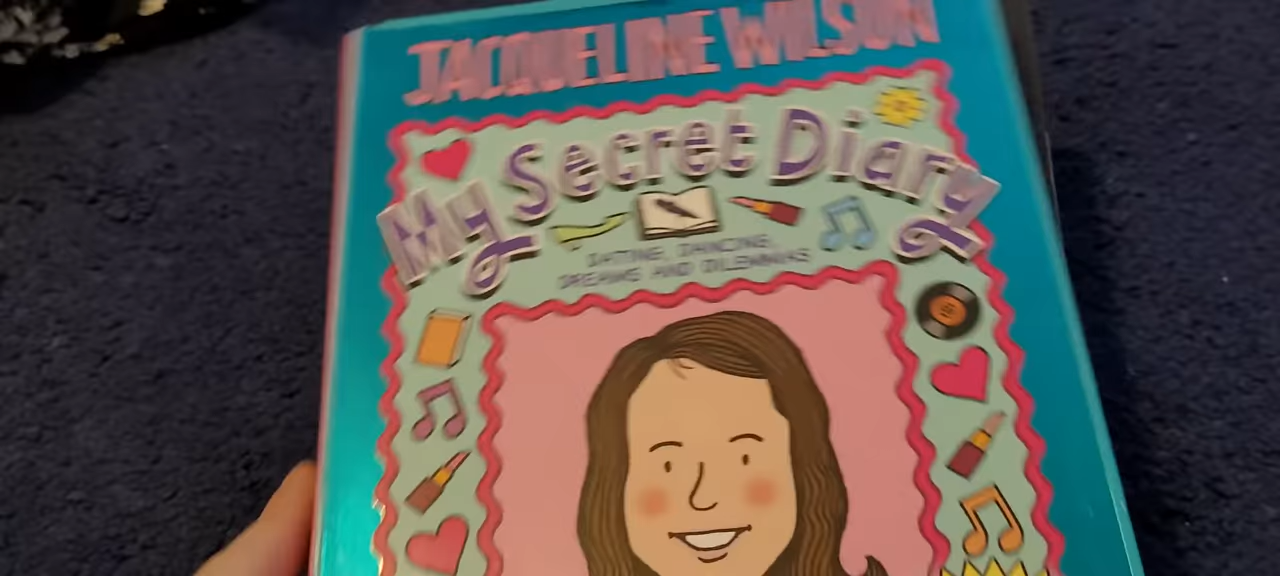 JACQUELINE WILSON
My Secret Diary
DATING, DANCING,
DREAMS AND DILEMMAS